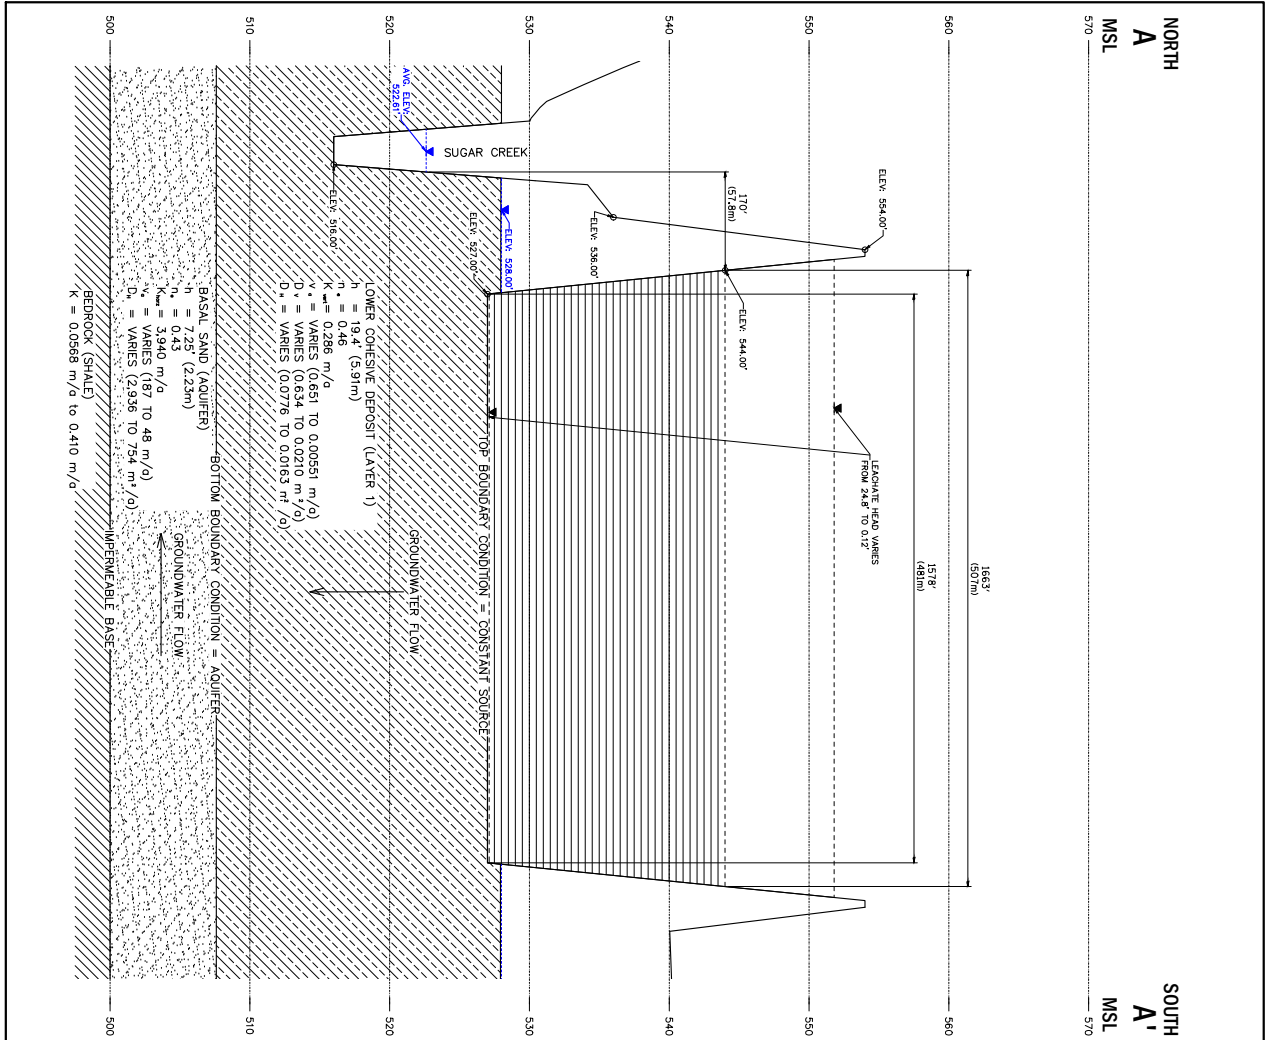 NORTH
A
MSL
SOUTH
A'
MSL
570
560
550
540
530
520
510
500
570
560
550
540
530
520
510
500
1663'
(507m)
1578'
(481m)
170'
(57.8m)
ELEV: 554.00'
ELEV: 544.00'
ELEV: 536.00'
ELEV: 528.00'
ELEV: 527.00'
ELEV: 516.00'
AVG. ELEV:
522.61'
SUGAR CREEK
LEACHATE HEAD VARIES
FROM 24.8' TO 0.12'
TOP BOUNDARY CONDITION = CONSTANT SOURCE
LOWER COHESIVE DEPOSIT (LAYER 1)
h = 19.4' (5.91m)
n e = 0.46
K vert = 0.286 m/a
v a = VARIES (0.651 TO 0.00551 m/a)
D V = VARIES (0.634 TO 0.0210 m²/a)
D H = VARIES (0.0776 TO 0.0163 m²/a)
GROUNDWATER FLOW
BOTTOM BOUNDARY CONDITION = AQUIFER
BASAL SAND (AQUIFER)
h = 7.25' (2.23m)
n e = 0.43
K horz = 3,940 m/a
v a = VARIES (187 TO 48 m/a)
D H = VARIES (2,936 TO 754 m²/a)
GROUNDWATER FLOW
IMPERMEABLE BASE
BEDROCK (SHALE)
K = 0.0568 m/a to 0.410 m/a